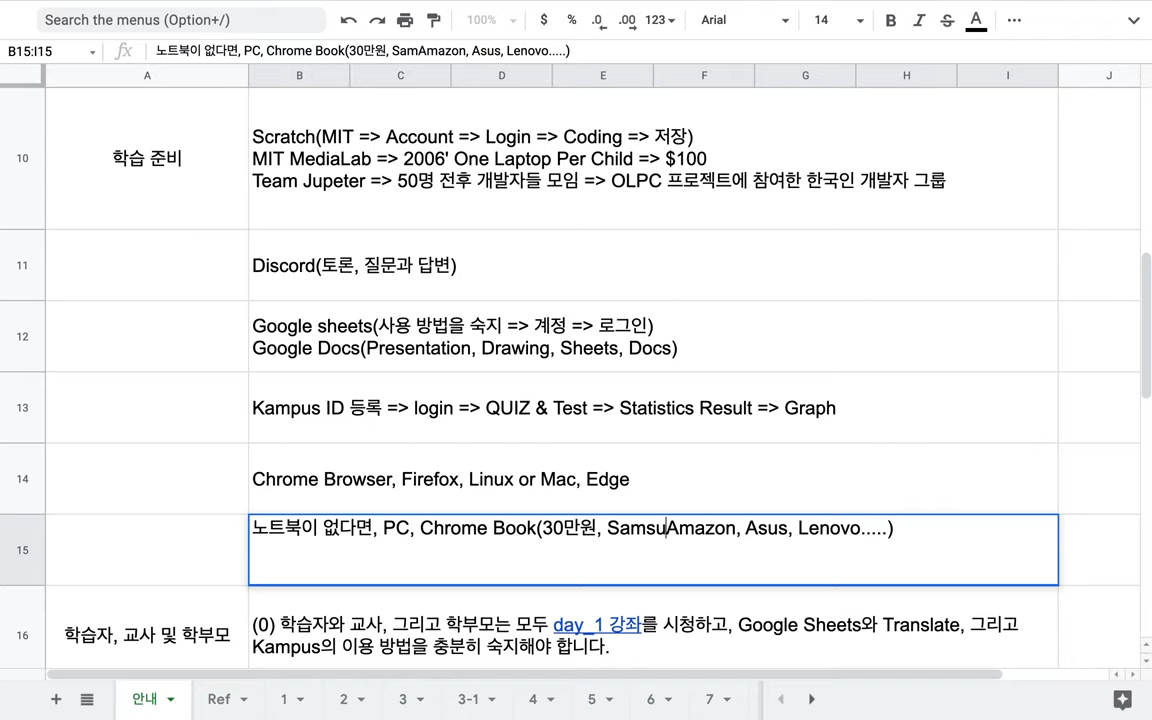 Search the menus (Option+/)
100%
$ % .0 .00 123
Arial
14
B I S A
B15:I15
fx
노트북이 없다면, PC, Chrome Book(30만원, SamAmazon, Asus, Lenovo.....)
A B C D E F G H I J
10
학습 준비
Scratch(MIT => Account => Login => Coding => 저장)
MIT MediaLab => 2006' One Laptop Per Child => $100
Team Jupeter => 50명 전후 개발자들 모임 => OLPC 프로젝트에 참여한 한국인 개발자 그룹
11
Discord(토론, 질문과 답변)
12
Google sheets(사용 방법을 숙지 => 계정 => 로그인)
Google Docs(Presentation, Drawing, Sheets, Docs)
13
Kampus ID 등록 => login => QUIZ & Test => Statistics Result => Graph
14
Chrome Browser, Firefox, Linux or Mac, Edge
15
노트북이 없다면, PC, Chrome Book(30만원, SamsuAmazon, Asus, Lenovo.....)
16
학습자, 교사 및 학부모
(0) 학습자와 교사, 그리고 학부모는 모두 day_1 강좌를 시청하고, Google Sheets와 Translate, 그리고
Kampus의 이용 방법을 충분히 숙지해야 합니다.
안내 Ref 1 2 3 3-1 4 5 6 7